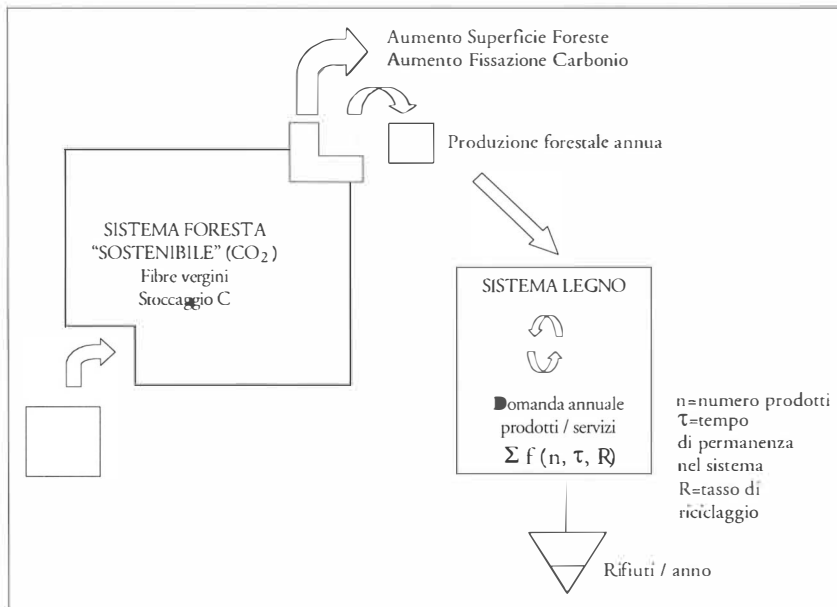 Aumento Superficie Foreste
Aumento Fissazione Carbonio
Produzione forestale annua
SISTEMA FORESTA
“SOSTENIBILE” (CO₂)
Fibre vergini
Stoccaggio C
SISTEMA LEGNO
Domanda annuale
prodotti / servizi
Σ f (n, τ, R)
n=numero prodotti
τ=tempo
di permanenza
nel sistema
R=tasso di
riciclaggio
Rifiuti / anno